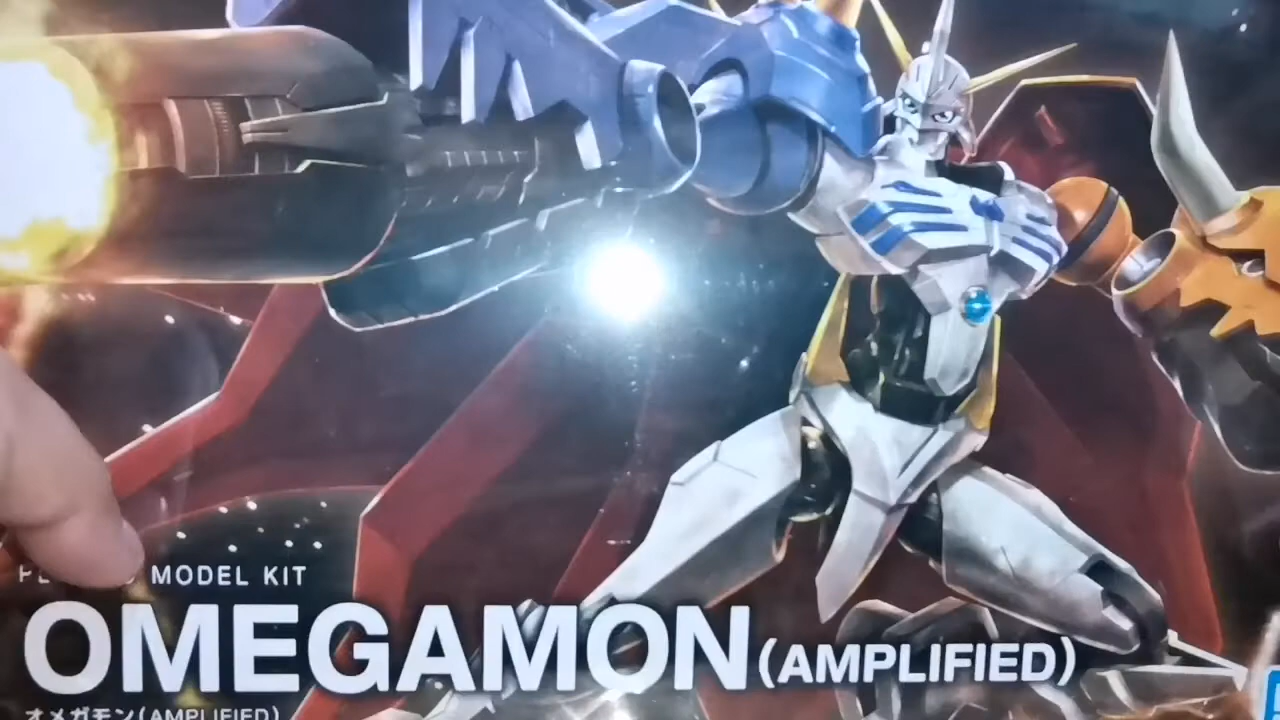 MODEL KIT
OMEGAMON (AMPLIFIED)
オメガモン(AMPLIFIED)